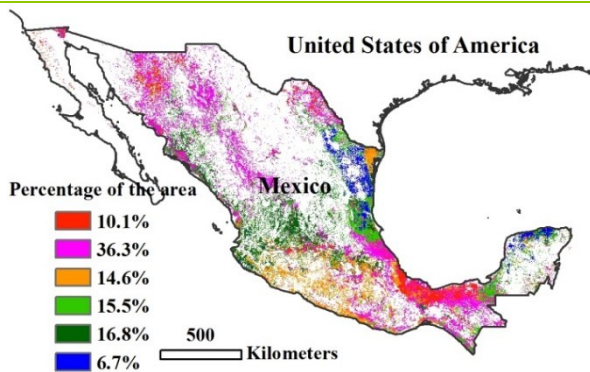 United States of America
Mexico
Percentage of the area
10.1%
36.3%
14.6%
15.5%
16.8%
6.7%
500
Kilometers